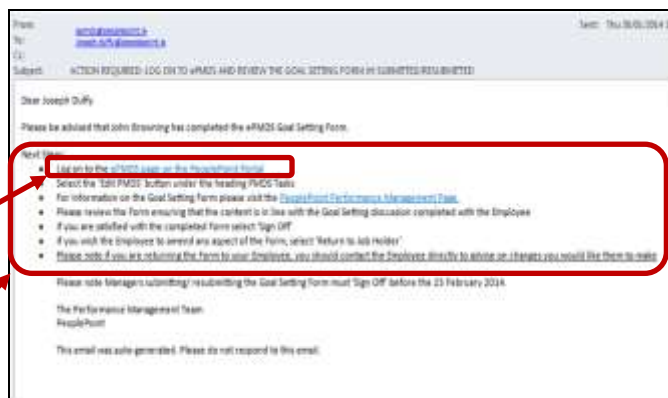 From:
Sent: Thu 30/01/2014
To:
Cc:
Subject: ACTION REQUIRED: LOG ON TO ePMDS AND REVIEW THE GOAL SETTING FORM SUBMITTED/RESUBMITTED
Dear Joseph Duffy
Please be advised that John Browning has completed the ePMDS Goal Setting Form.
Next Steps:
Log on to the ePMDS page on the PeoplePoint Portal
Select the 'Edit PMDS' button under the heading PMDS Tasks
For information on the Goal Setting Form please visit the PeoplePoint Performance Management Page
Please review the Form ensuring that the content is in line with the Goal Setting discussion completed with the Employee
If you are satisfied with the completed Form select 'Sign Off'
If you wish the Employee to amend any aspect of the Form, select 'Return to Job Holder'
Please note if you are returning the Form to your Employee, you should contact the Employee directly to advise on changes you would like them to make
Please note Managers submitting/ resubmitting the Goal Setting Form must 'Sign Off' before the 23 February 2014.
The Performance Management Team
PeoplePoint
This email was auto generated. Please do not respond to this email.